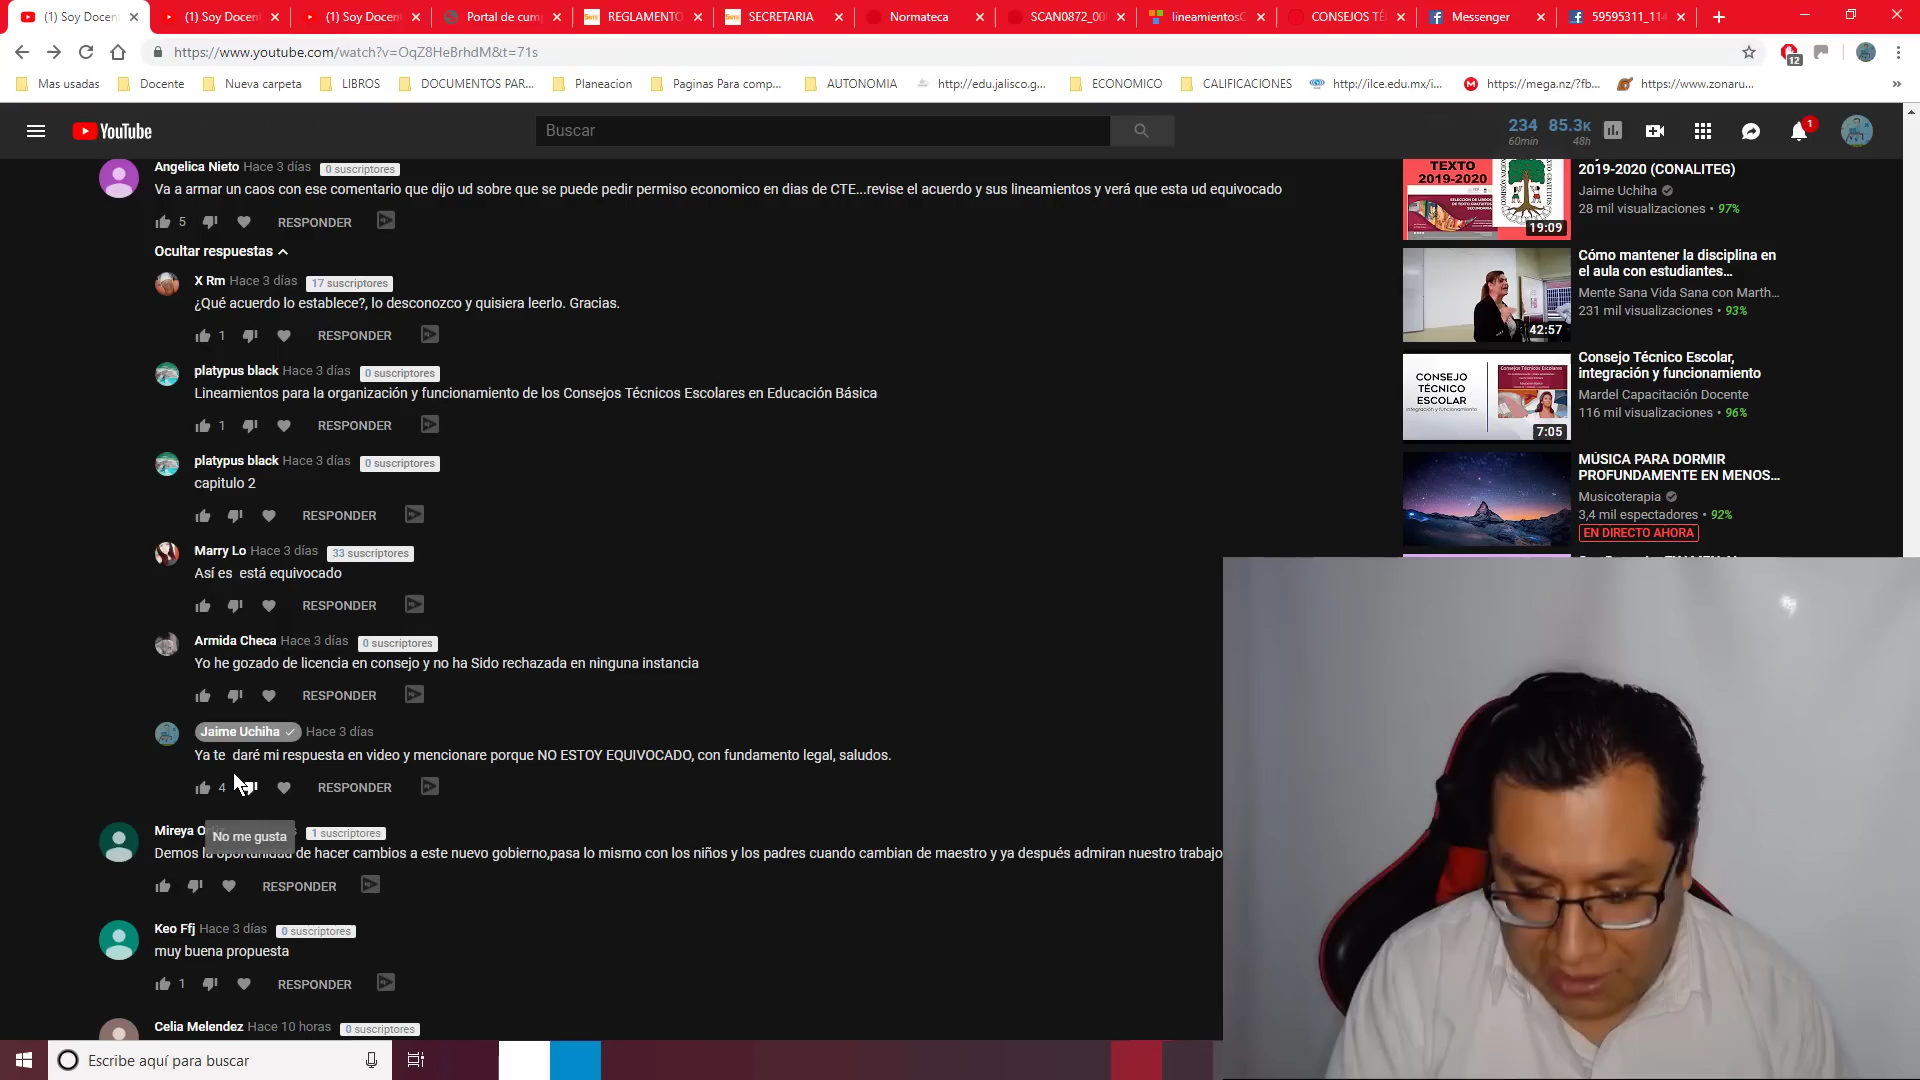 (1) Soy Docen
(1) Soy Docen
(1) Soy Docen
Portal de cum
REGLAMENTO
SECRETARIA
Normateca
SCAN0872_00
lineamientosC
CONSEJOS TÉ
Messenger
59595311_11
https://www.youtube.com/watch?v=OqZ8HeBrhdM&t=71s
12
Mas usadas
Docente
Nueva carpeta
LIBROS
DOCUMENTOS PAR...
Planeacion
Paginas Para comp...
AUTONOMIA
http://edu.jalisco.g...
ECONOMICO
CALIFICACIONES
http://ilce.edu.mx/i...
https://mega.nz/?fb...
https://www.zonaru...
»
YouTube
Buscar
234 85.3K
60min 48h
1
Angelica Nieto Hace 3 días 0 suscriptores
Va a armar un caos con ese comentario que dijo ud sobre que se puede pedir permiso economico en dias de CTE...revise el acuerdo y sus lineamientos y verá que esta ud equivocado
5 RESPONDER
Ocultar respuestas
X Rm Hace 3 días 17 suscriptores
¿Qué acuerdo lo establece?, lo desconozco y quisiera leerlo. Gracias.
1 RESPONDER
platypus black Hace 3 días 0 suscriptores
Lineamientos para la organización y funcionamiento de los Consejos Técnicos Escolares en Educación Básica
1 RESPONDER
platypus black Hace 3 días 0 suscriptores
capitulo 2
RESPONDER
Marry Lo Hace 3 días 33 suscriptores
Así es está equivocado
RESPONDER
Armida Checa Hace 3 días 0 suscriptores
Yo he gozado de licencia en consejo y no ha Sido rechazada en ninguna instancia
RESPONDER
Jaime Uchiha Hace 3 días
Ya te daré mi respuesta en video y mencionare porque NO ESTOY EQUIVOCADO, con fundamento legal, saludos.
4 RESPONDER
Mireya O 1 suscriptores
No me gusta
Demos la oportunidad de hacer cambios a este nuevo gobierno,pasa lo mismo con los niños y los padres cuando cambian de maestro y ya después admiran nuestro trabajo
RESPONDER
Keo Ffj Hace 3 días 0 suscriptores
muy buena propuesta
1 RESPONDER
Celia Melendez Hace 10 horas 0 suscriptores
TEXTO
2019-2020
19:09
2019-2020 (CONALITEG)
Jaime Uchiha
28 mil visualizaciones • 97%
42:57
Cómo mantener la disciplina en
el aula con estudiantes...
Mente Sana Vida Sana con Marth...
231 mil visualizaciones • 93%
CONSEJO
TÉCNICO
ESCOLAR
7:05
Consejo Técnico Escolar,
integración y funcionamiento
Mardel Capacitación Docente
116 mil visualizaciones • 96%
MÚSICA PARA DORMIR
PROFUNDAMENTE EN MENOS...
Musicoterapia
3,4 mil espectadores • 92%
EN DIRECTO AHORA
Escribe aquí para buscar